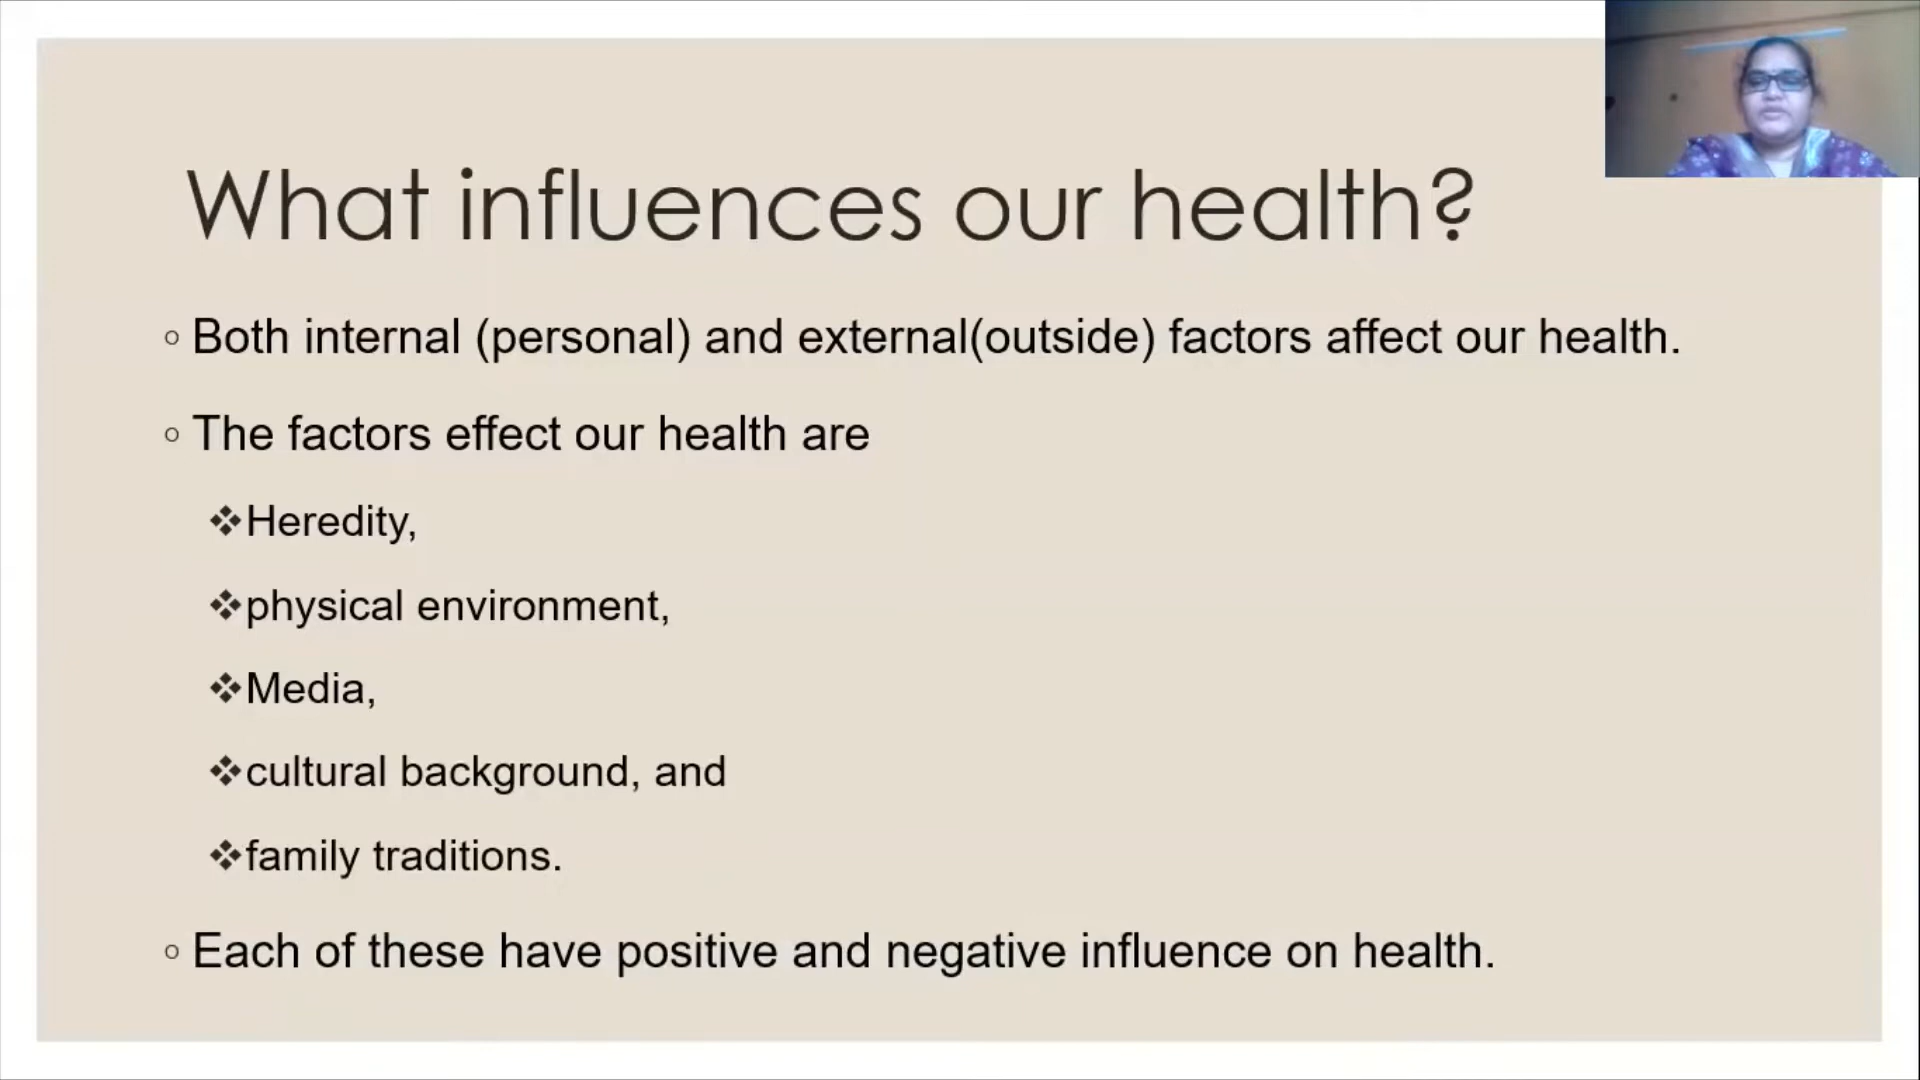 What influences our health?
◦ Both internal (personal) and external(outside) factors affect our health.
◦ The factors effect our health are
❖Heredity,
❖physical environment,
❖Media,
❖cultural background, and
❖family traditions.
◦ Each of these have positive and negative influence on health.